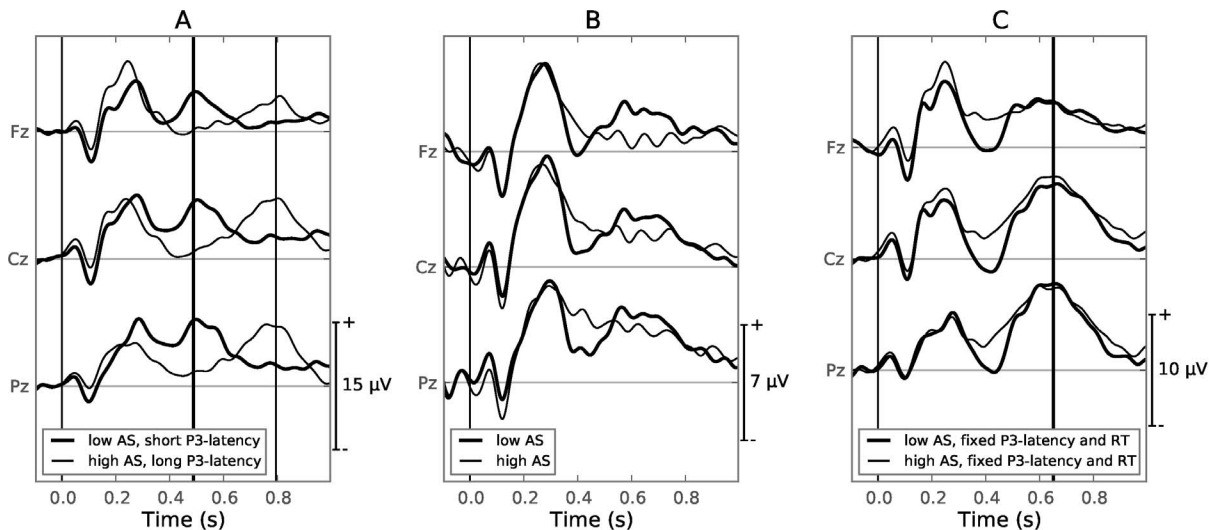 A
B
C
Fz
Cz
Pz
+
15 µV
-
low AS, short P3-latency
high AS, long P3-latency
0.0 0.2 0.4 0.6 0.8
Time (s)
Fz
Cz
Pz
+
7 µV
-
low AS
high AS
0.0 0.2 0.4 0.6 0.8
Time (s)
Fz
Cz
Pz
+
10 µV
-
low AS, fixed P3-latency and RT
high AS, fixed P3-latency and RT
0.0 0.2 0.4 0.6 0.8
Time (s)